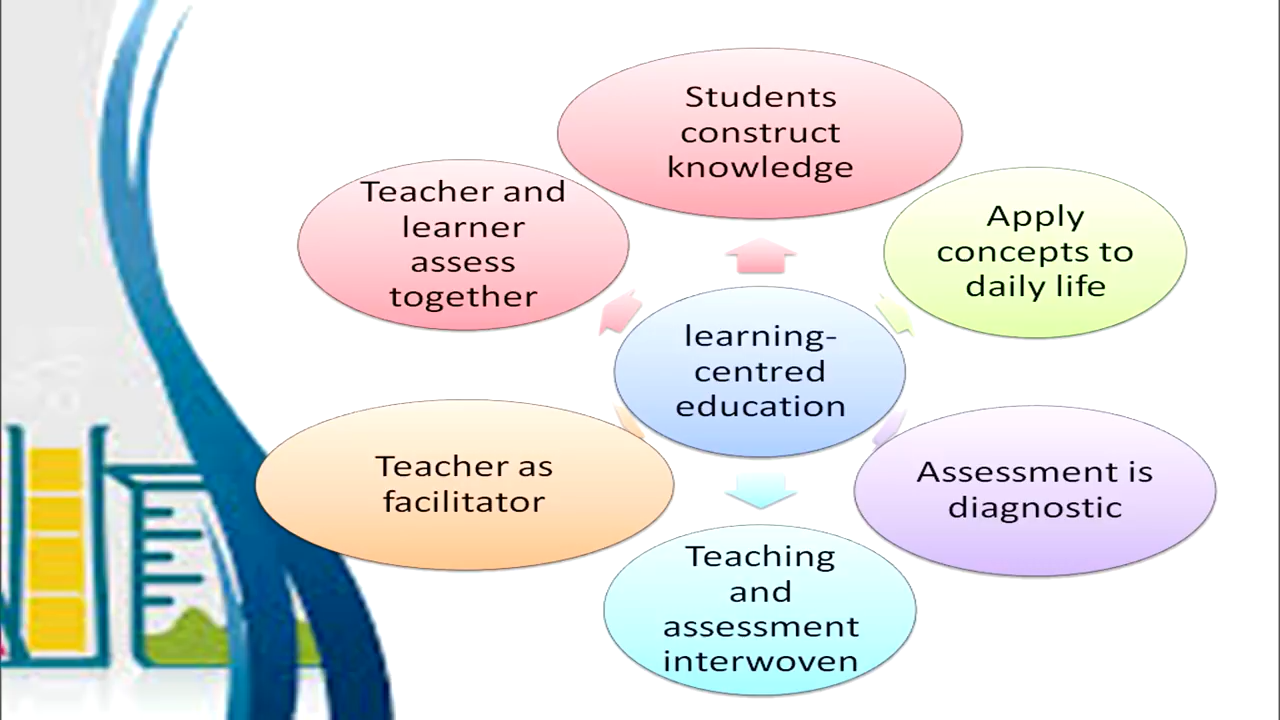 Students
construct
knowledge
Teacher and
learner
assess
together
Apply
concepts to
daily life
learning-
centred
education
Teacher as
facilitator
Assessment is
diagnostic
Teaching
and
assessment
interwoven